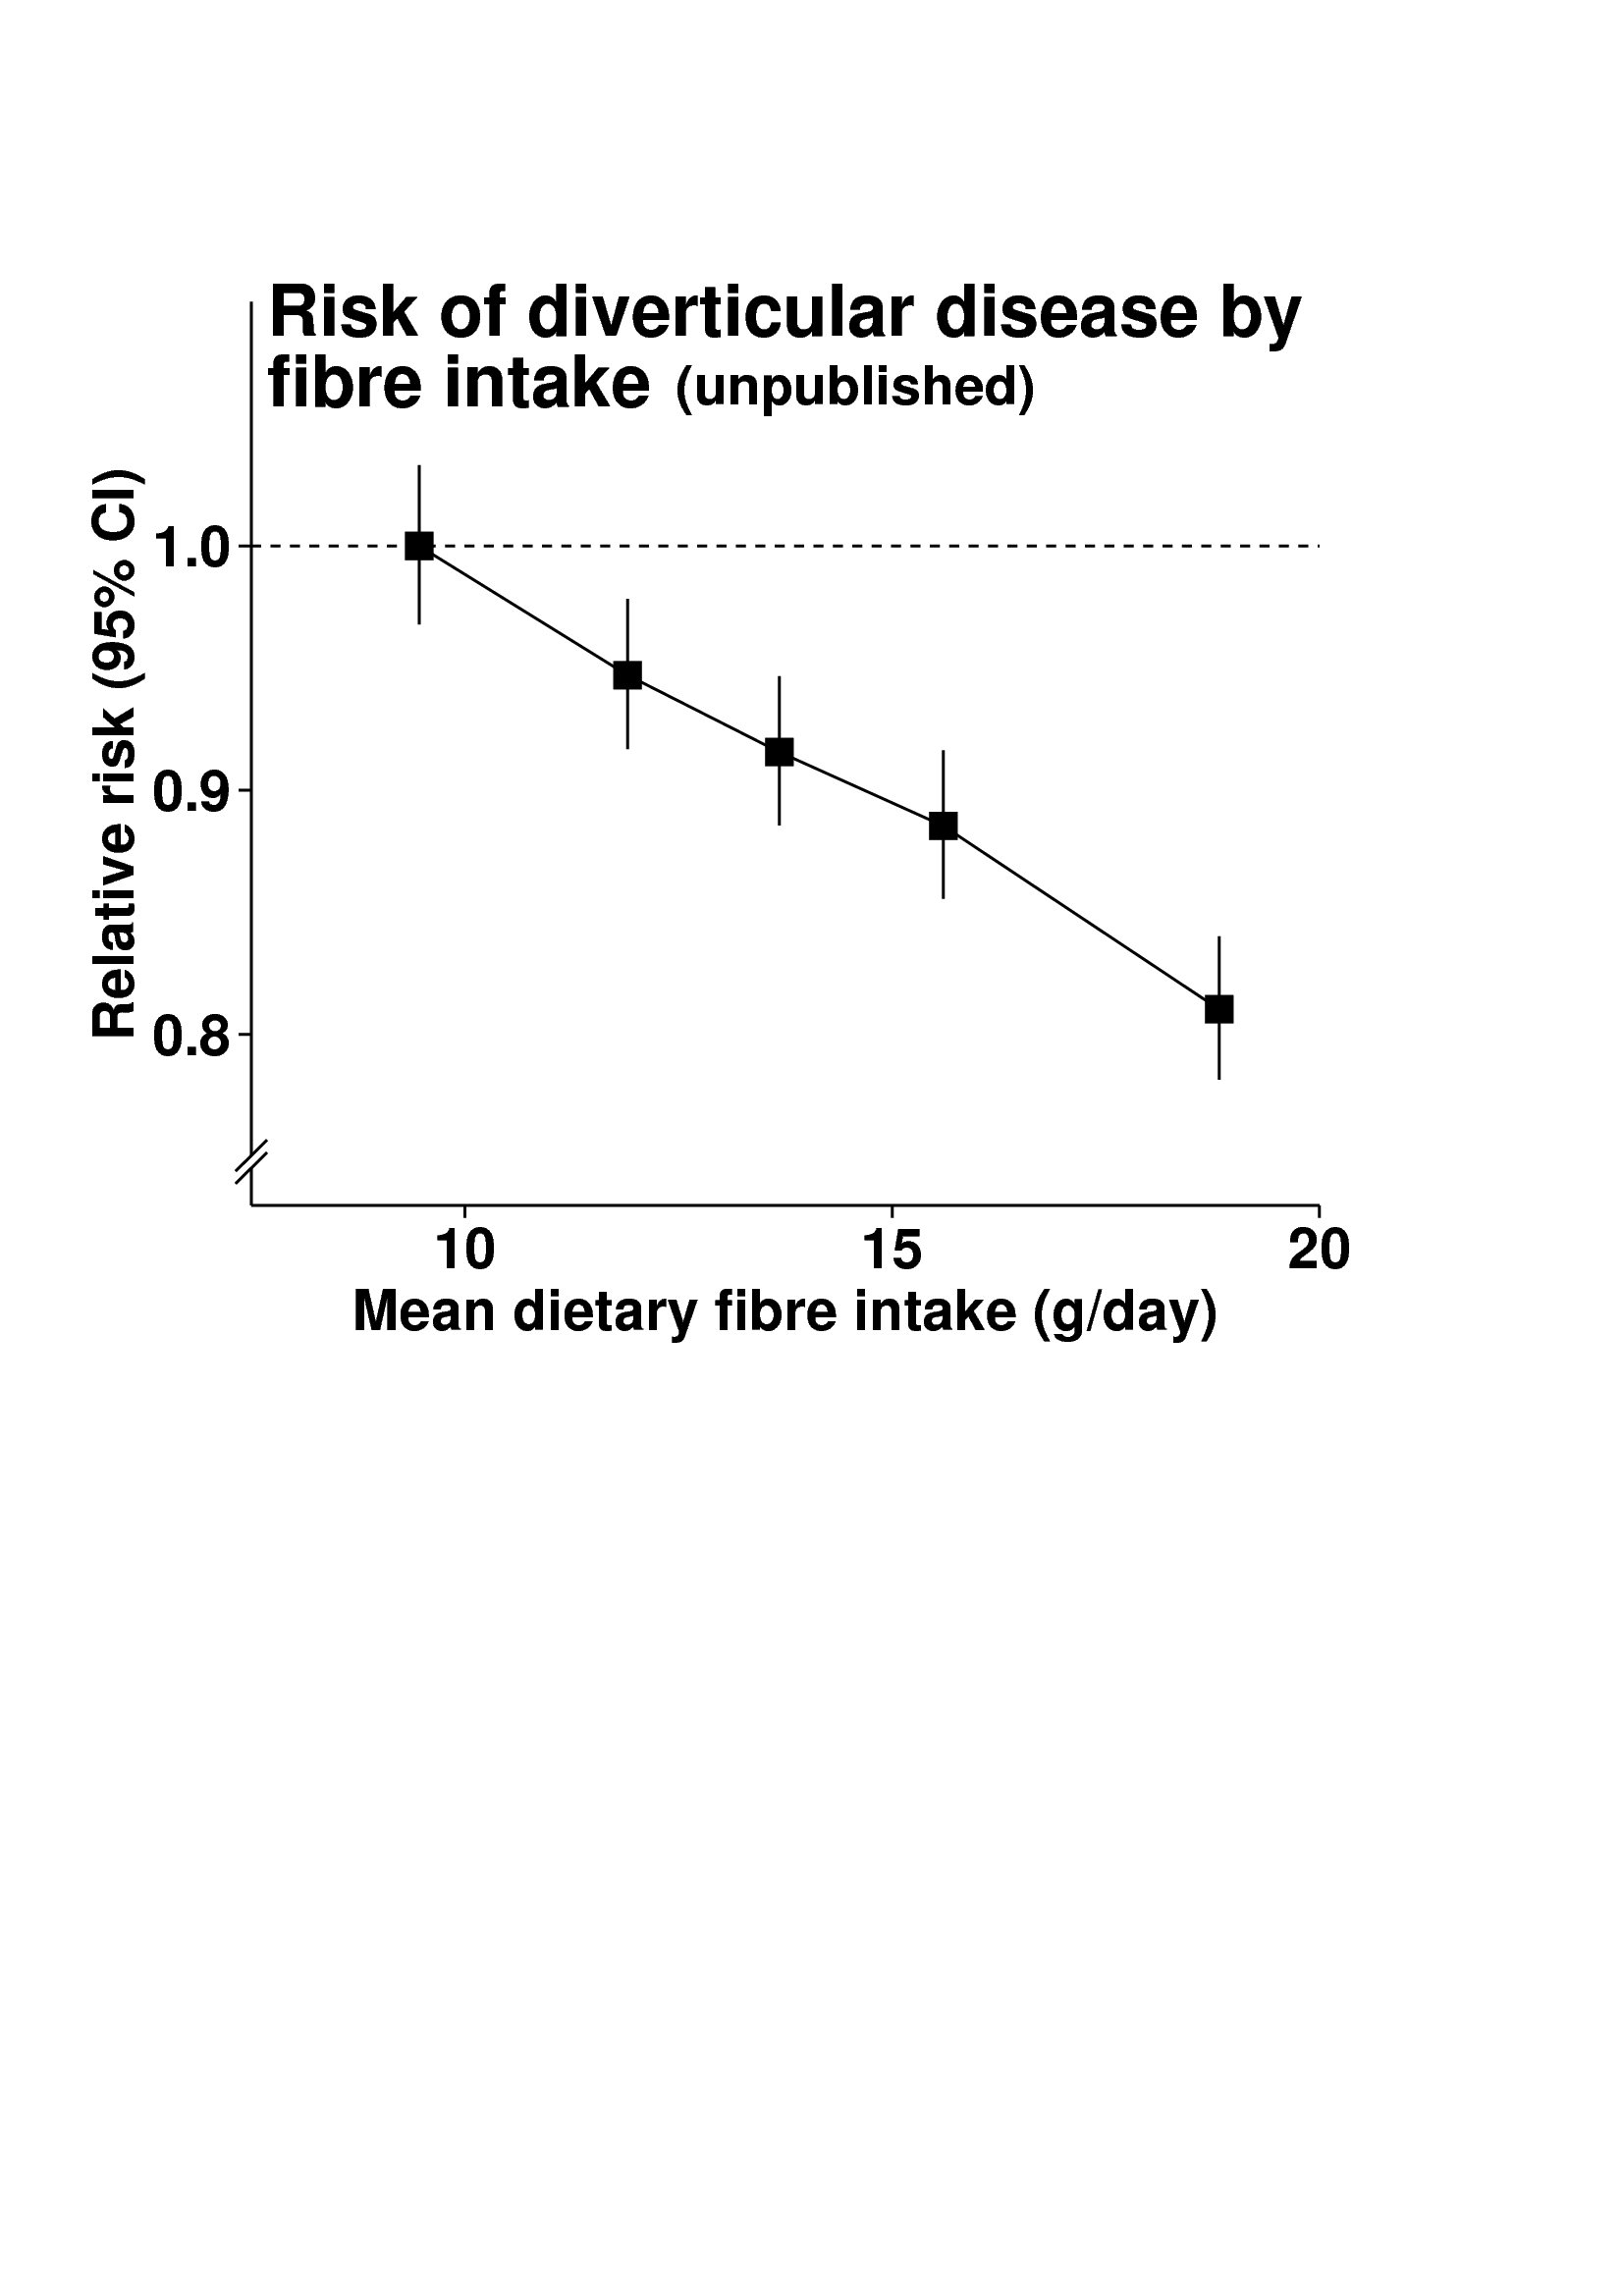 Risk of diverticular disease by
fibre intake (unpublished)
Relative risk (95% CI)
1.0
0.9
0.8
10 15 20
Mean dietary fibre intake (g/day)